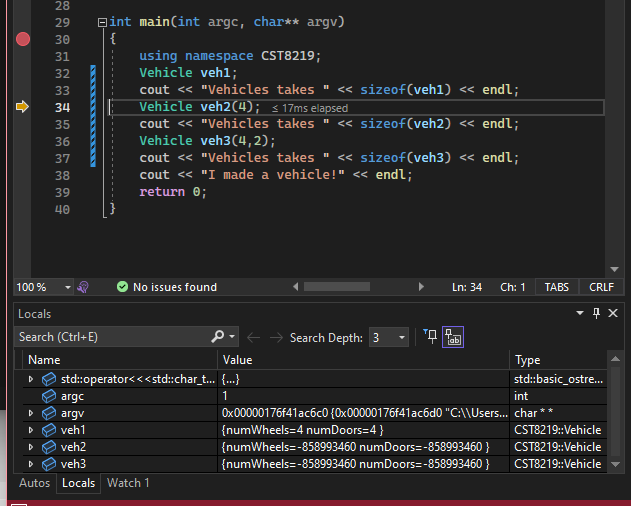 28
29 int main(int argc, char** argv)
30 {
31 using namespace CST8219;
32 Vehicle veh1;
33 cout << "Vehicles takes " << sizeof(veh1) << endl;
34 Vehicle veh2(4); ≤ 17ms elapsed
35 cout << "Vehicles takes " << sizeof(veh2) << endl;
36 Vehicle veh3(4,2);
37 cout << "Vehicles takes " << sizeof(veh3) << endl;
38 cout << "I made a vehicle!" << endl;
39 return 0;
40 }
100 % No issues found Ln: 34 Ch: 1 TABS CRLF
Locals
Search (Ctrl+E) Search Depth: 3
Name Value Type
std::operator<<<std::char_t... {...} std::basic_ostre...
argc 1 int
argv 0x00000176f41ac6c0 {0x00000176f41ac6d0 "C:\\Users... char * *
veh1 {numWheels=4 numDoors=4 } CST8219::Vehicle
veh2 {numWheels=-858993460 numDoors=-858993460 } CST8219::Vehicle
veh3 {numWheels=-858993460 numDoors=-858993460 } CST8219::Vehicle
Autos Locals Watch 1